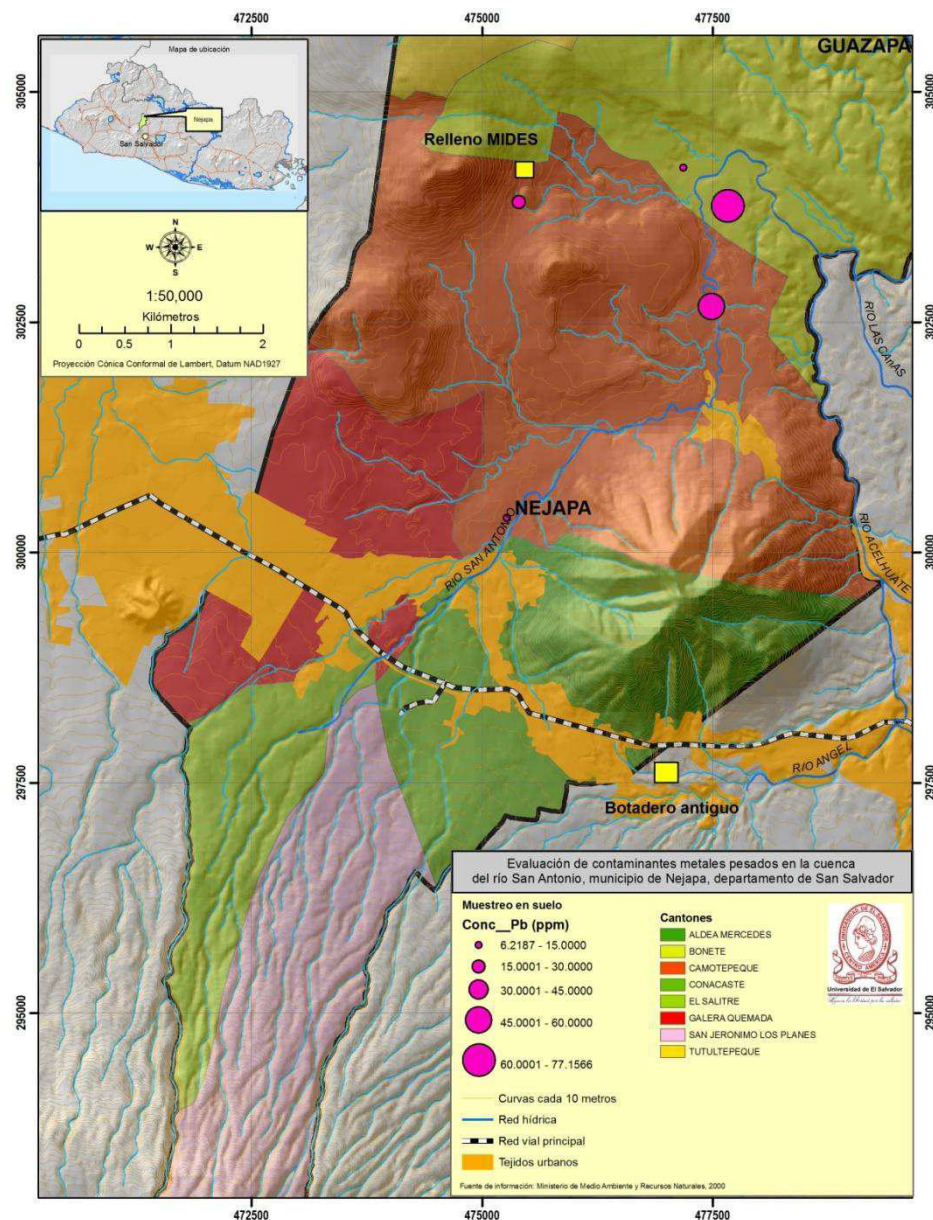 472500
475000
477500
Mapa de ubicación
Nejapa
San Salvador
N
W
E
S
1:50,000
Kilómetros
0 0.5 1 2
Proyección Cónica Conformal de Lambert, Datum NAD1927
GUAZAPA
Relleno MIDES
RIO LAS CAñAS
NEJAPA
RIO SAN ANTONIO
RIO ACELHUATE
RIO ANGEL
Botadero antiguo
305000
302500
300000
297500
295000
305000
302500
300000
297500
295000
Evaluación de contaminantes metales pesados en la cuenca
del río San Antonio, municipio de Nejapa, departamento de San Salvador
Muestreo en suelo
Conc__Pb (ppm)
6.2187 - 15.0000
15.0001 - 30.0000
30.0001 - 45.0000
45.0001 - 60.0000
60.0001 - 77.1566
Curvas cada 10 metros
Red hídrica
Red vial principal
Tejidos urbanos
Cantones
ALDEA MERCEDES
BONETE
CAMOTEPEQUE
CONACASTE
EL SALITRE
GALERA QUEMADA
SAN JERONIMO LOS PLANES
TUTULTEPEQUE
Universidad de El Salvador
Fuente de información: Ministerio de Medio Ambiente y Recursos Naturales, 2000
472500
475000
477500